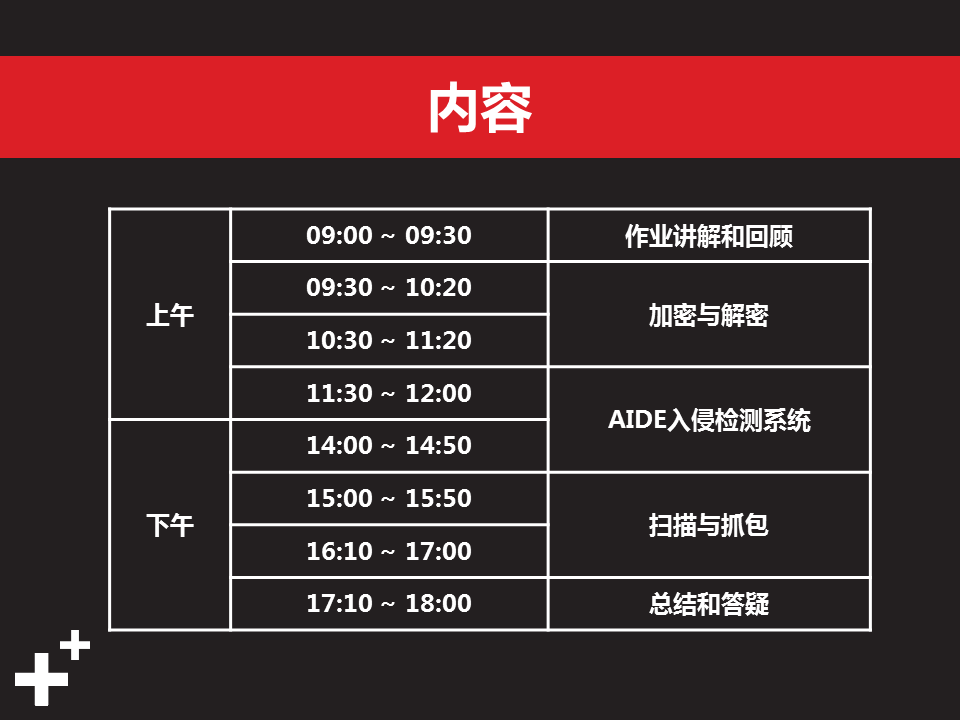 内容
上午
09:00 ~ 09:30
作业讲解和回顾
09:30 ~ 10:20
加密与解密
10:30 ~ 11:20
11:30 ~ 12:00
AIDE入侵检测系统
下午
14:00 ~ 14:50
15:00 ~ 15:50
扫描与抓包
16:10 ~ 17:00
17:10 ~ 18:00
总结和答疑